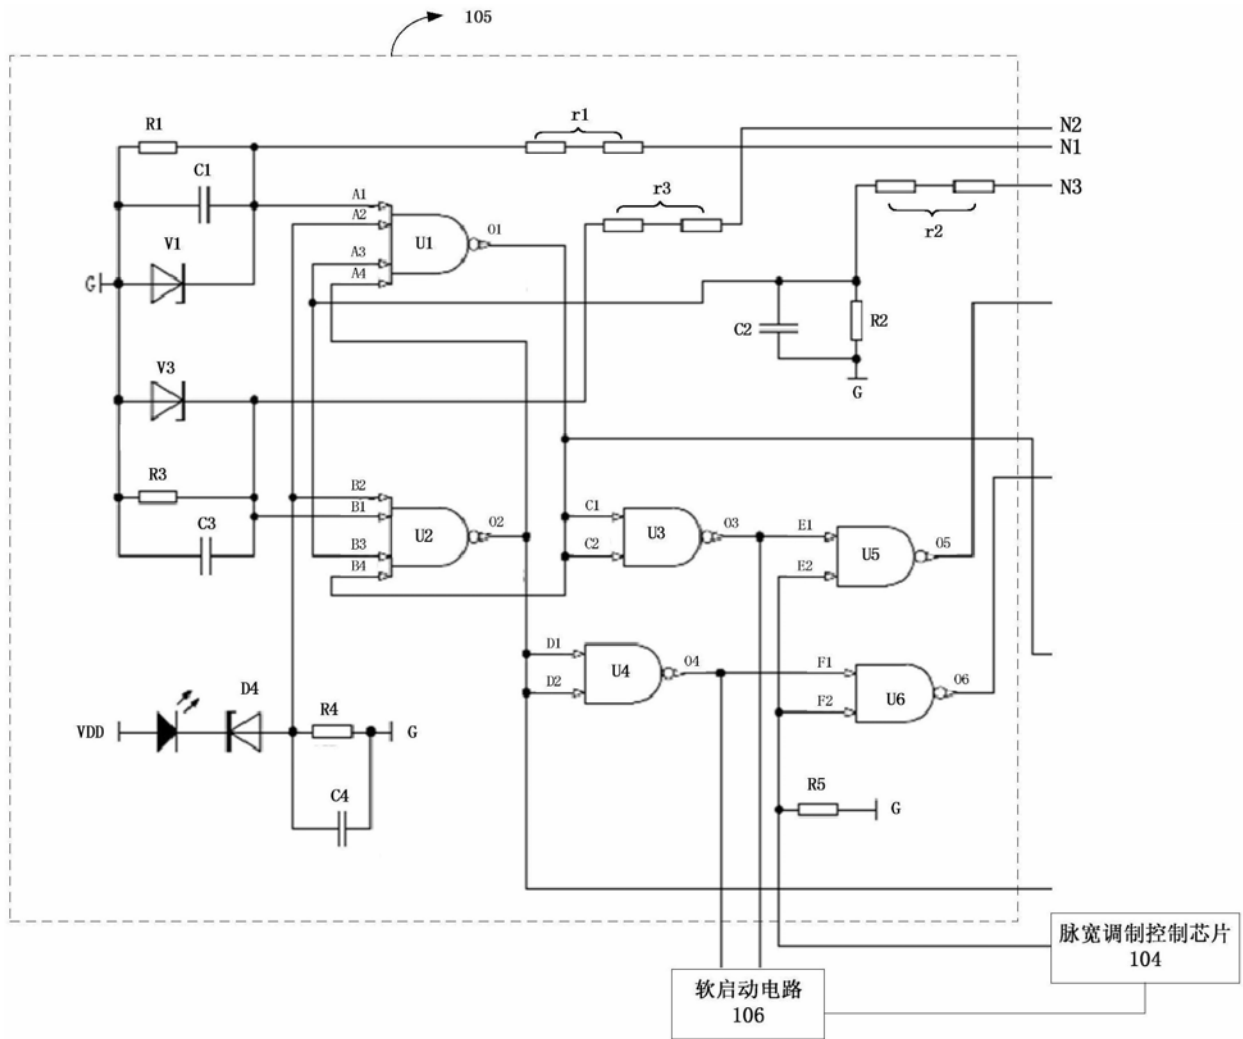 105
r1
N2
R1
N1
C1
r3
N3
A1
A2
r2
O1
V1
U1
A3
A4
G
R2
C2
V3
G
R3
B2
B1
C1
C3
U2
O2
U3
O3
E1
U5
O5
B3
C2
B4
E2
D1
U4
O4
F1
O6
D2
D4
F2
U6
R4
VDD
G
C4
R5
G
脉宽调制控制芯片
104
软启动电路
106